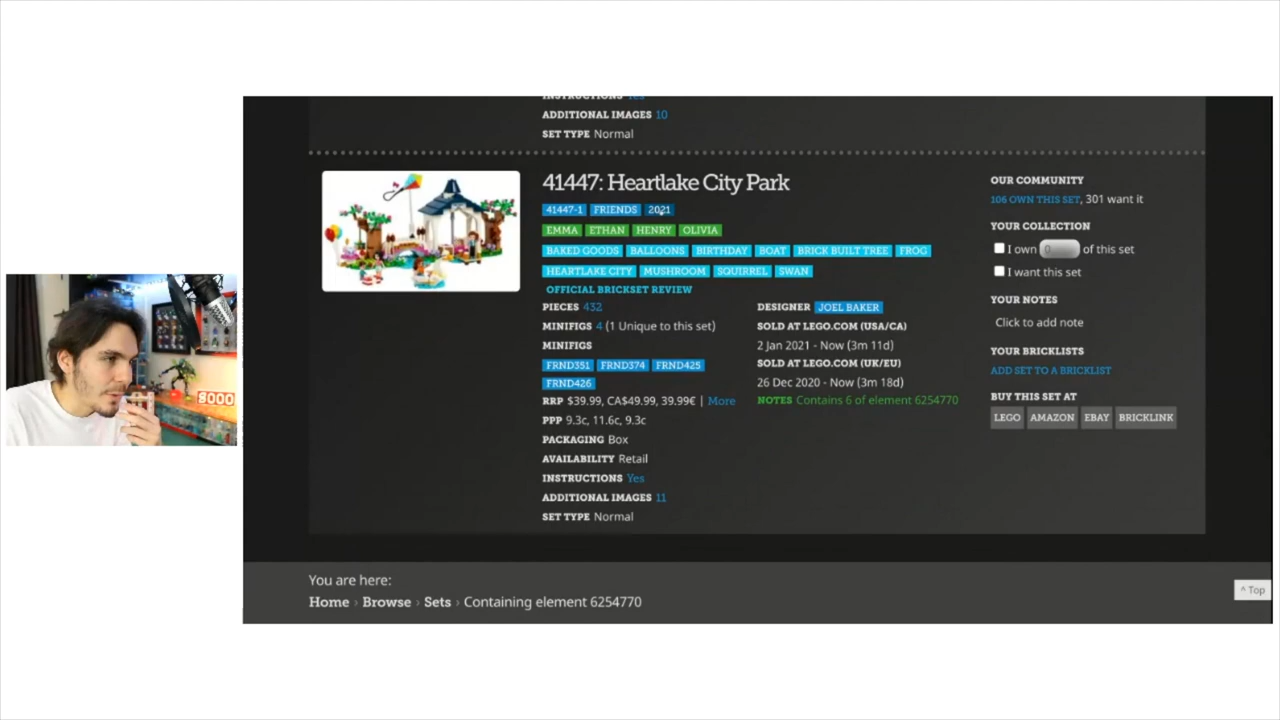 INSTRUCTIONS Yes
ADDITIONAL IMAGES 10
SET TYPE Normal
41447: Heartlake City Park
41447-1 FRIENDS 2021
EMMA ETHAN HENRY OLIVIA
BAKED GOODS BALLOONS BIRTHDAY BOAT BRICK BUILT TREE FROG
HEARTLAKE CITY MUSHROOM SQUIRREL SWAN
OFFICIAL BRICKSET REVIEW
PIECES 432
MINIFIGS 4 (1 Unique to this set)
MINIFIGS
FRND351 FRND374 FRND425
FRND426
RRP $39.99, CA$49.99, 39.99€ | More
PPP 9.3c, 11.6c, 9.3c
PACKAGING Box
AVAILABILITY Retail
INSTRUCTIONS Yes
ADDITIONAL IMAGES 11
SET TYPE Normal
DESIGNER JOEL BAKER
SOLD AT LEGO.COM (USA/CA)
2 Jan 2021 - Now (3m 11d)
SOLD AT LEGO.COM (UK/EU)
26 Dec 2020 - Now (3m 18d)
NOTES Contains 6 of element 6254770
OUR COMMUNITY
106 OWN THIS SET, 301 want it
YOUR COLLECTION
I own 0 of this set
I want this set
YOUR NOTES
Click to add note
YOUR BRICKLISTS
ADD SET TO A BRICKLIST
BUY THIS SET AT
LEGO AMAZON EBAY BRICKLINK
You are here:
Home › Browse › Sets › Containing element 6254770
^ Top